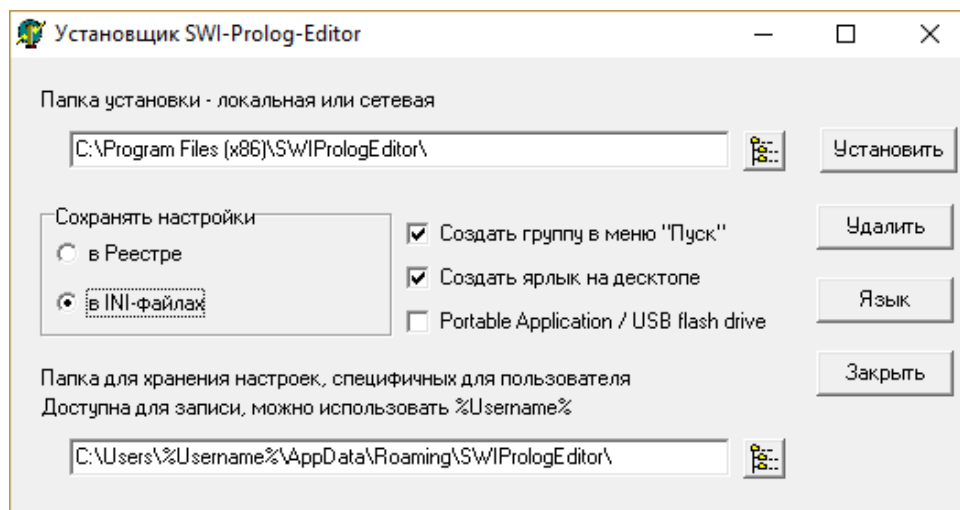 Установщик SWI-Prolog-Editor
Папка установки - локальная или сетевая
C:\Program Files (x86)\SWIPrologEditor\
Установить
Сохранять настройки
в Реестре
в INI-файлах
Создать группу в меню "Пуск"
Создать ярлык на десктопе
Portable Application / USB flash drive
Удалить
Язык
Закрыть
Папка для хранения настроек, специфичных для пользователя
Доступна для записи, можно использовать %Username%
C:\Users\%Username%\AppData\Roaming\SWIPrologEditor\